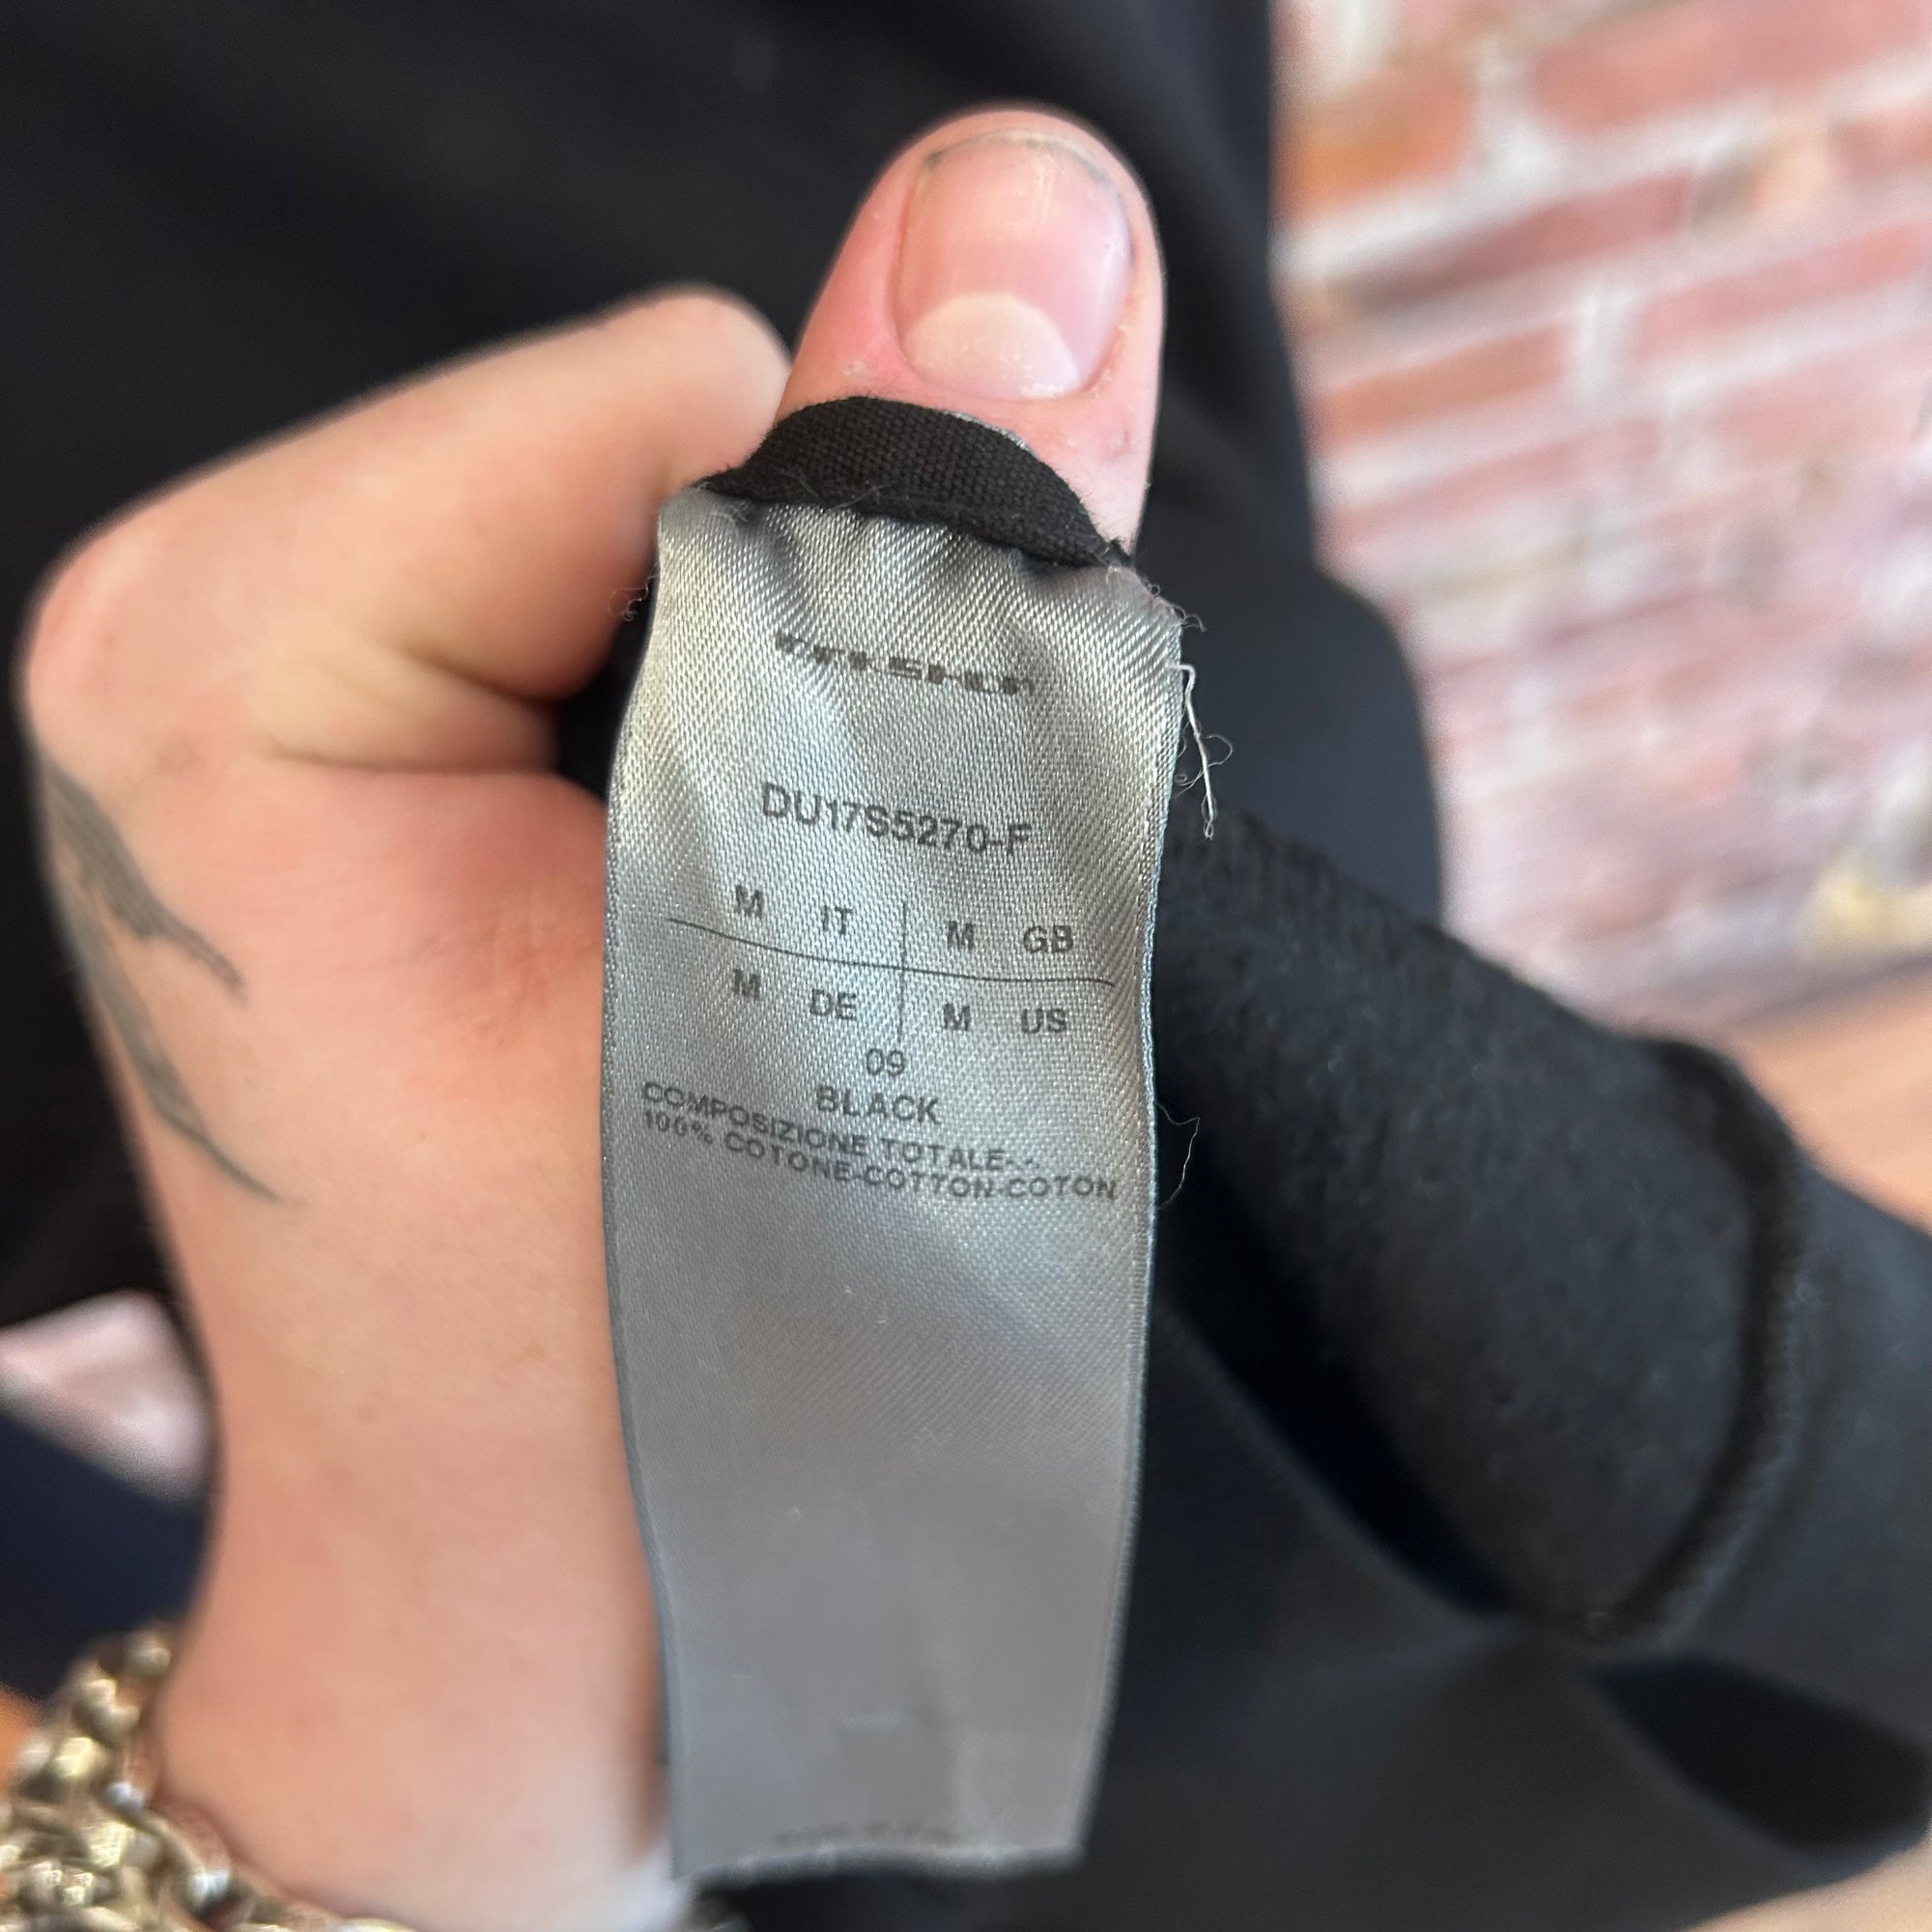 DU17S5270-F
M IT M GB
M DE M US
09
BLACK
COMPOSIZIONE TOTALE--
100% COTONE-COTTON-COTON